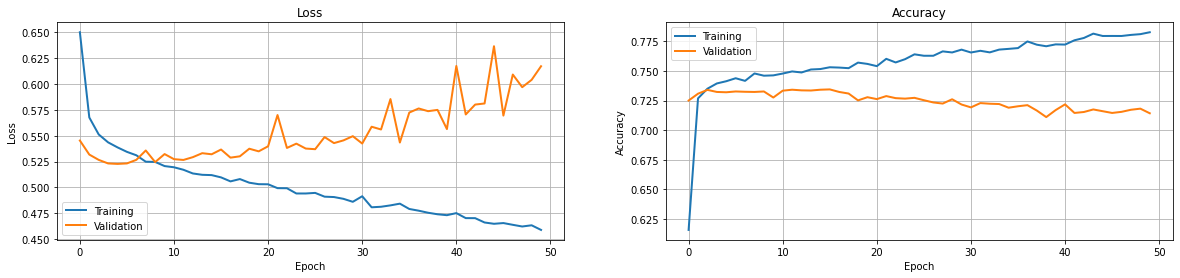 Loss
0.650
0.625
0.600
0.575
0.550
0.525
0.500
0.475
0.450
Loss
Training
Validation
0 10 20 30 40 50
Epoch
Accuracy
0.775
0.750
0.725
0.700
0.675
0.650
0.625
Accuracy
Training
Validation
0 10 20 30 40 50
Epoch